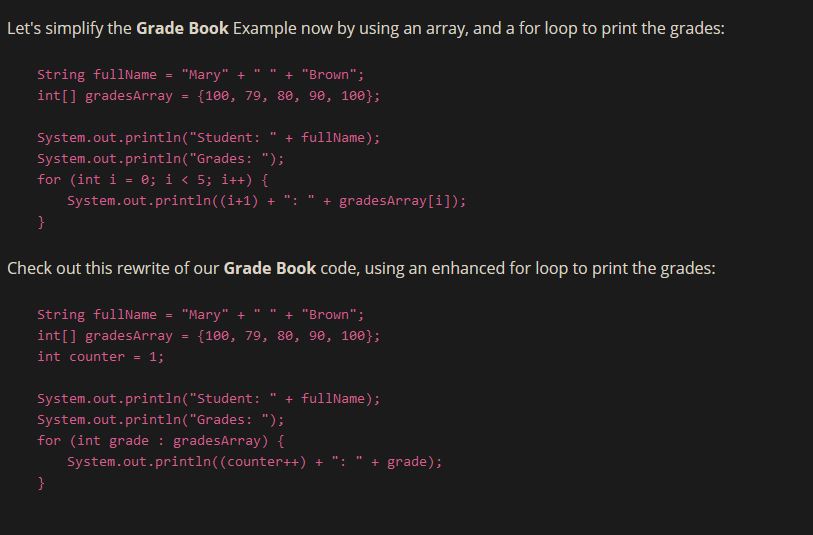 Let's simplify the Grade Book Example now by using an array, and a for loop to print the grades:
String fullName = "Mary" + " " + "Brown";
int[] gradesArray = {100, 79, 80, 90, 100};
System.out.println("Student: " + fullName);
System.out.println("Grades: ");
for (int i = 0; i < 5; i++) {
System.out.println((i+1) + ": " + gradesArray[i]);
}
Check out this rewrite of our Grade Book code, using an enhanced for loop to print the grades:
String fullName = "Mary" + " " + "Brown";
int[] gradesArray = {100, 79, 80, 90, 100};
int counter = 1;
System.out.println("Student: " + fullName);
System.out.println("Grades: ");
for (int grade : gradesArray) {
System.out.println((counter++) + ": " + grade);
}